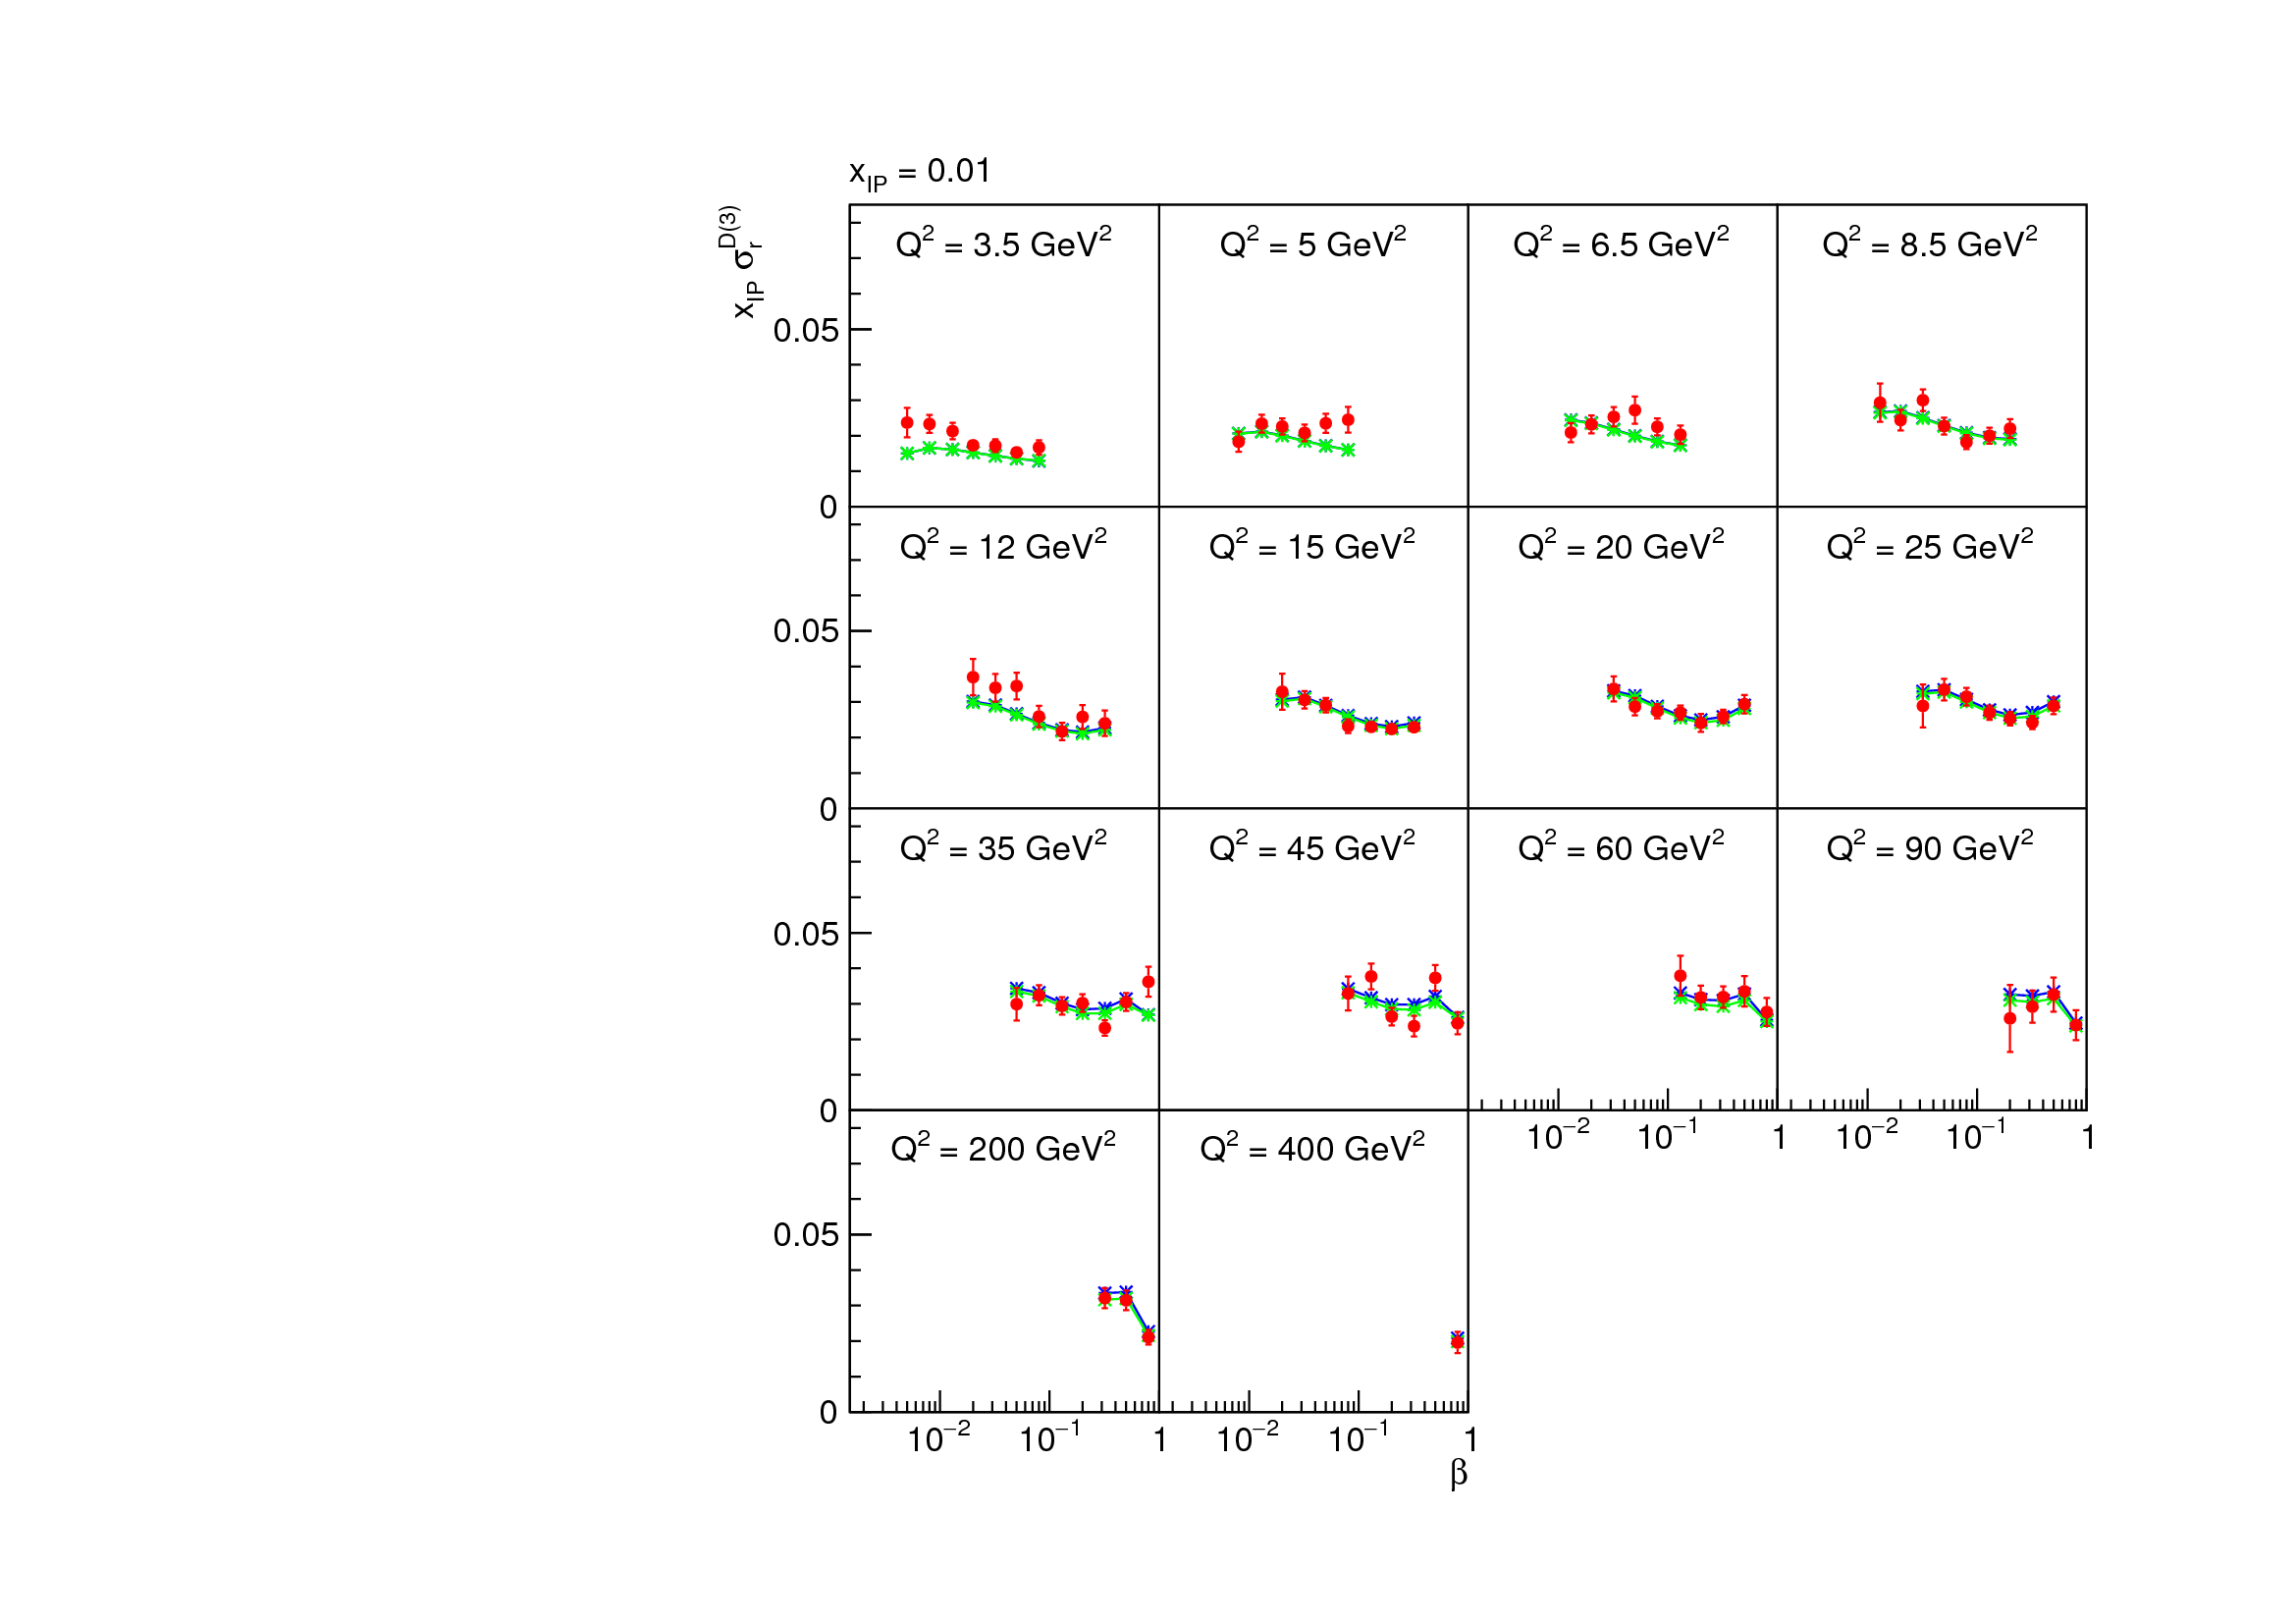 x_IP = 0.01
x_IP σ_r^D(3)
Q² = 3.5 GeV² Q² = 5 GeV² Q² = 6.5 GeV² Q² = 8.5 GeV²
0.05
0
Q² = 12 GeV² Q² = 15 GeV² Q² = 20 GeV² Q² = 25 GeV²
0.05
0
Q² = 35 GeV² Q² = 45 GeV² Q² = 60 GeV² Q² = 90 GeV²
0.05
0
10⁻² 10⁻¹ 1 10⁻² 10⁻¹ 1
Q² = 200 GeV² Q² = 400 GeV²
0.05
0
10⁻² 10⁻¹ 1 10⁻² 10⁻¹ 1
β